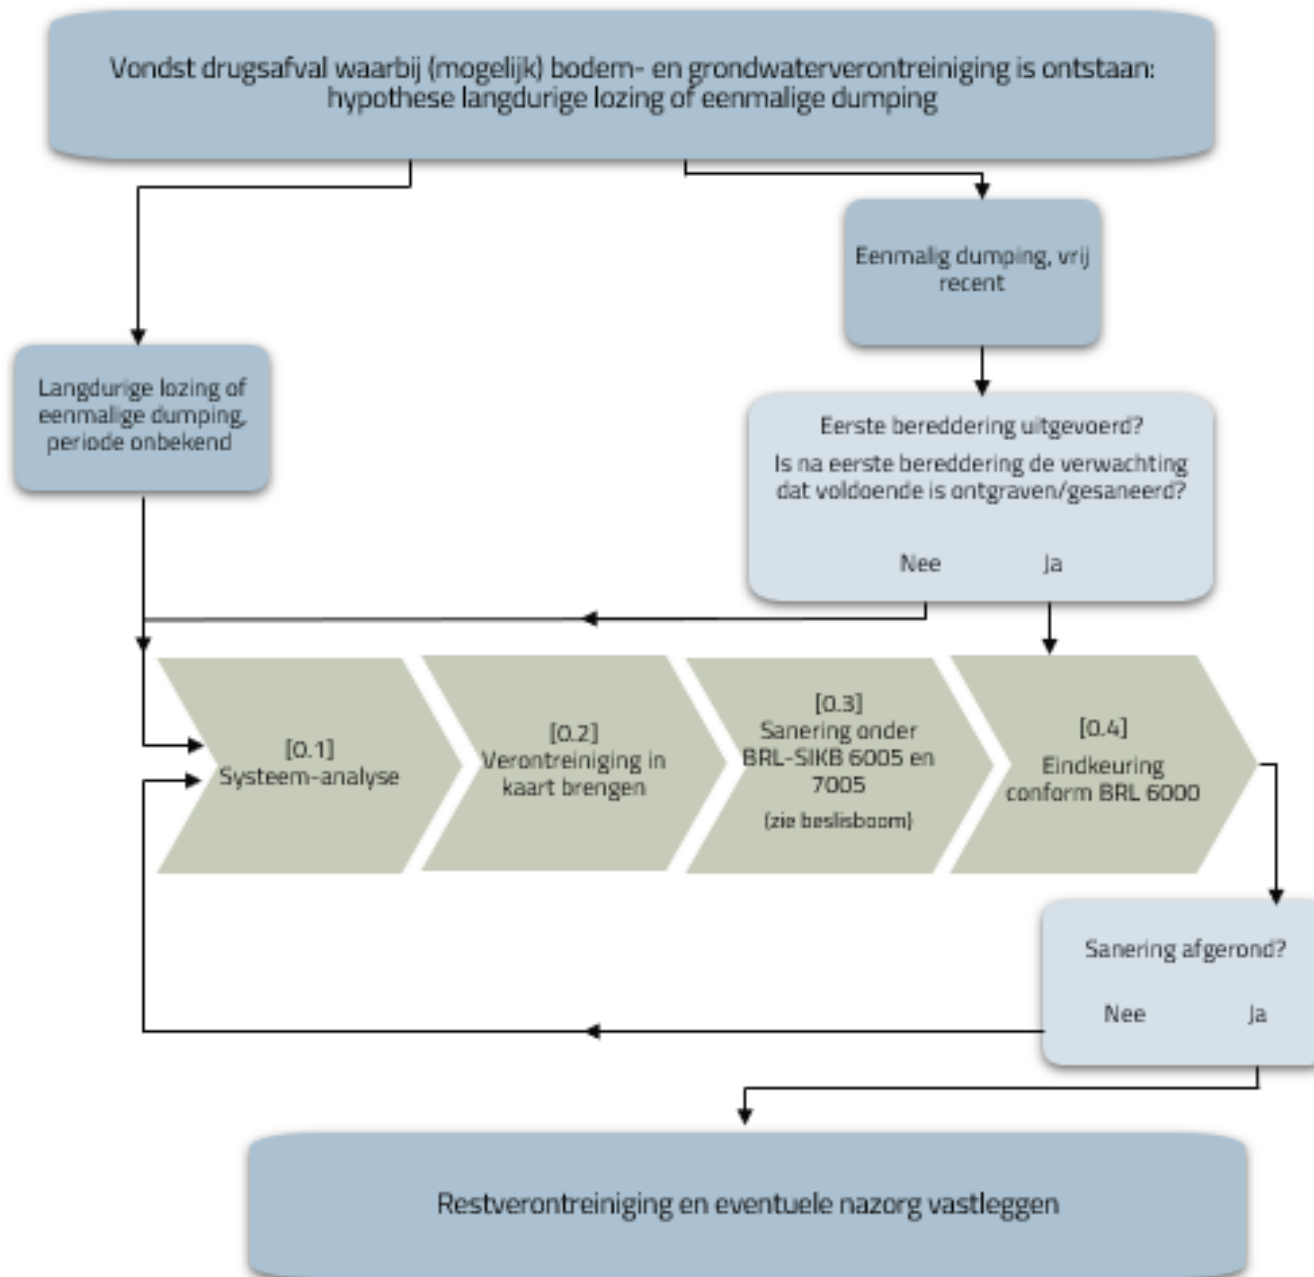 Vondst drugsafval waarbij (mogelijk) bodem- en grondwaterverontreiniging is ontstaan:
hypothese langdurige lozing of eenmalige dumping
Eenmalig dumping, vrij
recent
Langdurige lozing of
eenmalige dumping,
periode onbekend
Eerste bereddering uitgevoerd?
Is na eerste bereddering de verwachting
dat voldoende is ontgraven/gesaneerd?
Nee Ja
[0.1]
Systeem-analyse
[0.2]
Verontreiniging in
kaart brengen
[0.3]
Sanering onder
BRL-SIKB 6005 en
7005
(zie beslisboom)
[0.4]
Eindkeuring
conform BRL 6000
Sanering afgerond?
Nee Ja
Restverontreiniging en eventuele nazorg vastleggen